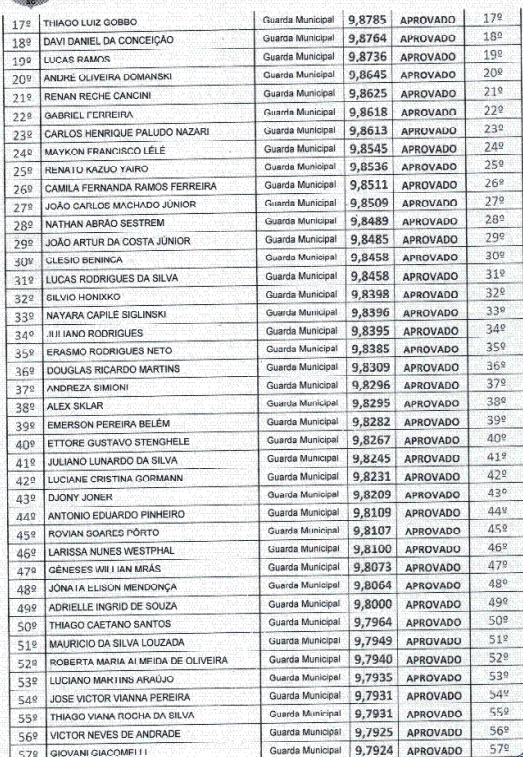 17º THIAGO LUIZ GOBBO Guarda Municipal 9,8785 APROVADO 17º
18º DAVI DANIEL DA CONCEIÇÃO Guarda Municipal 9,8764 APROVADO 18º
19º LUCAS RAMOS Guarda Municipal 9,8736 APROVADO 19º
20º ANDRÉ OLIVEIRA DOMANSKI Guarda Municipal 9,8645 APROVADO 20º
21º RENAN RECHE CANCINI Guarda Municipal 9,8625 APROVADO 21º
22º GABRIEL FERREIRA Guarda Municipal 9,8618 APROVADO 22º
23º CARLOS HENRIQUE PALUDO NAZARI Guarda Municipal 9,8613 APROVADO 23º
24º MAYKON FRANCISCO LÉLÉ Guarda Municipal 9,8545 APROVADO 24º
25º RENATO KAZUO YAIRO Guarda Municipal 9,8536 APROVADO 25º
26º CAMILA FERNANDA RAMOS FERREIRA Guarda Municipal 9,8511 APROVADO 26º
27º JOÃO CARLOS MACHADO JÚNIOR Guarda Municipal 9,8509 APROVADO 27º
28º NATHAN ABRÃO SESTREM Guarda Municipal 9,8489 APROVADO 28º
29º JOÃO ARTUR DA COSTA JÚNIOR Guarda Municipal 9,8485 APROVADO 29º
30º CLESIO BENINCA Guarda Municipal 9,8458 APROVADO 30º
31º LUCAS RODRIGUES DA SILVA Guarda Municipal 9,8458 APROVADO 31º
32º SILVIO HONIXKO Guarda Municipal 9,8398 APROVADO 32º
33º NAYARA CAPILÉ SIGLINSKI Guarda Municipal 9,8396 APROVADO 33º
34º JULIANO RODRIGUES Guarda Municipal 9,8395 APROVADO 34º
35º ERASMO RODRIGUES NETO Guarda Municipal 9,8385 APROVADO 35º
36º DOUGLAS RICARDO MARTINS Guarda Municipal 9,8309 APROVADO 36º
37º ANDREZA SIMIONI Guarda Municipal 9,8296 APROVADO 37º
38º ALEX SKLAR Guarda Municipal 9,8295 APROVADO 38º
39º EMERSON PEREIRA BELÉM Guarda Municipal 9,8282 APROVADO 39º
40º ETTORE GUSTAVO STENGHELE Guarda Municipal 9,8267 APROVADO 40º
41º JULIANO LUNARDO DA SILVA Guarda Municipal 9,8245 APROVADO 41º
42º LUCIANE CRISTINA GORMANN Guarda Municipal 9,8231 APROVADO 42º
43º DJONY JONER Guarda Municipal 9,8209 APROVADO 43º
44º ANTONIO EDUARDO PINHEIRO Guarda Municipal 9,8109 APROVADO 44º
45º ROVIAN SOARES PÔRTO Guarda Municipal 9,8107 APROVADO 45º
46º LARISSA NUNES WESTPHAL Guarda Municipal 9,8100 APROVADO 46º
47º GÊNESES WILLIAN MRÁS Guarda Municipal 9,8073 APROVADO 47º
48º JÔNATA ELISON MENDONÇA Guarda Municipal 9,8064 APROVADO 48º
49º ADRIELLE INGRID DE SOUZA Guarda Municipal 9,8000 APROVADO 49º
50º THIAGO CAETANO SANTOS Guarda Municipal 9,7964 APROVADO 50º
51º MAURICIO DA SILVA LOUZADA Guarda Municipal 9,7949 APROVADO 51º
52º ROBERTA MARIA ALMEIDA DE OLIVEIRA Guarda Municipal 9,7940 APROVADO 52º
53º LUCIANO MARTINS ARAÚJO Guarda Municipal 9,7935 APROVADO 53º
54º JOSE VICTOR VIANNA PEREIRA Guarda Municipal 9,7931 APROVADO 54º
55º THIAGO VIANA ROCHA DA SILVA Guarda Municipal 9,7931 APROVADO 55º
56º VICTOR NEVES DE ANDRADE Guarda Municipal 9,7925 APROVADO 56º
57º GIOVANI GIACOMELLI Guarda Municipal 9,7924 APROVADO 57º